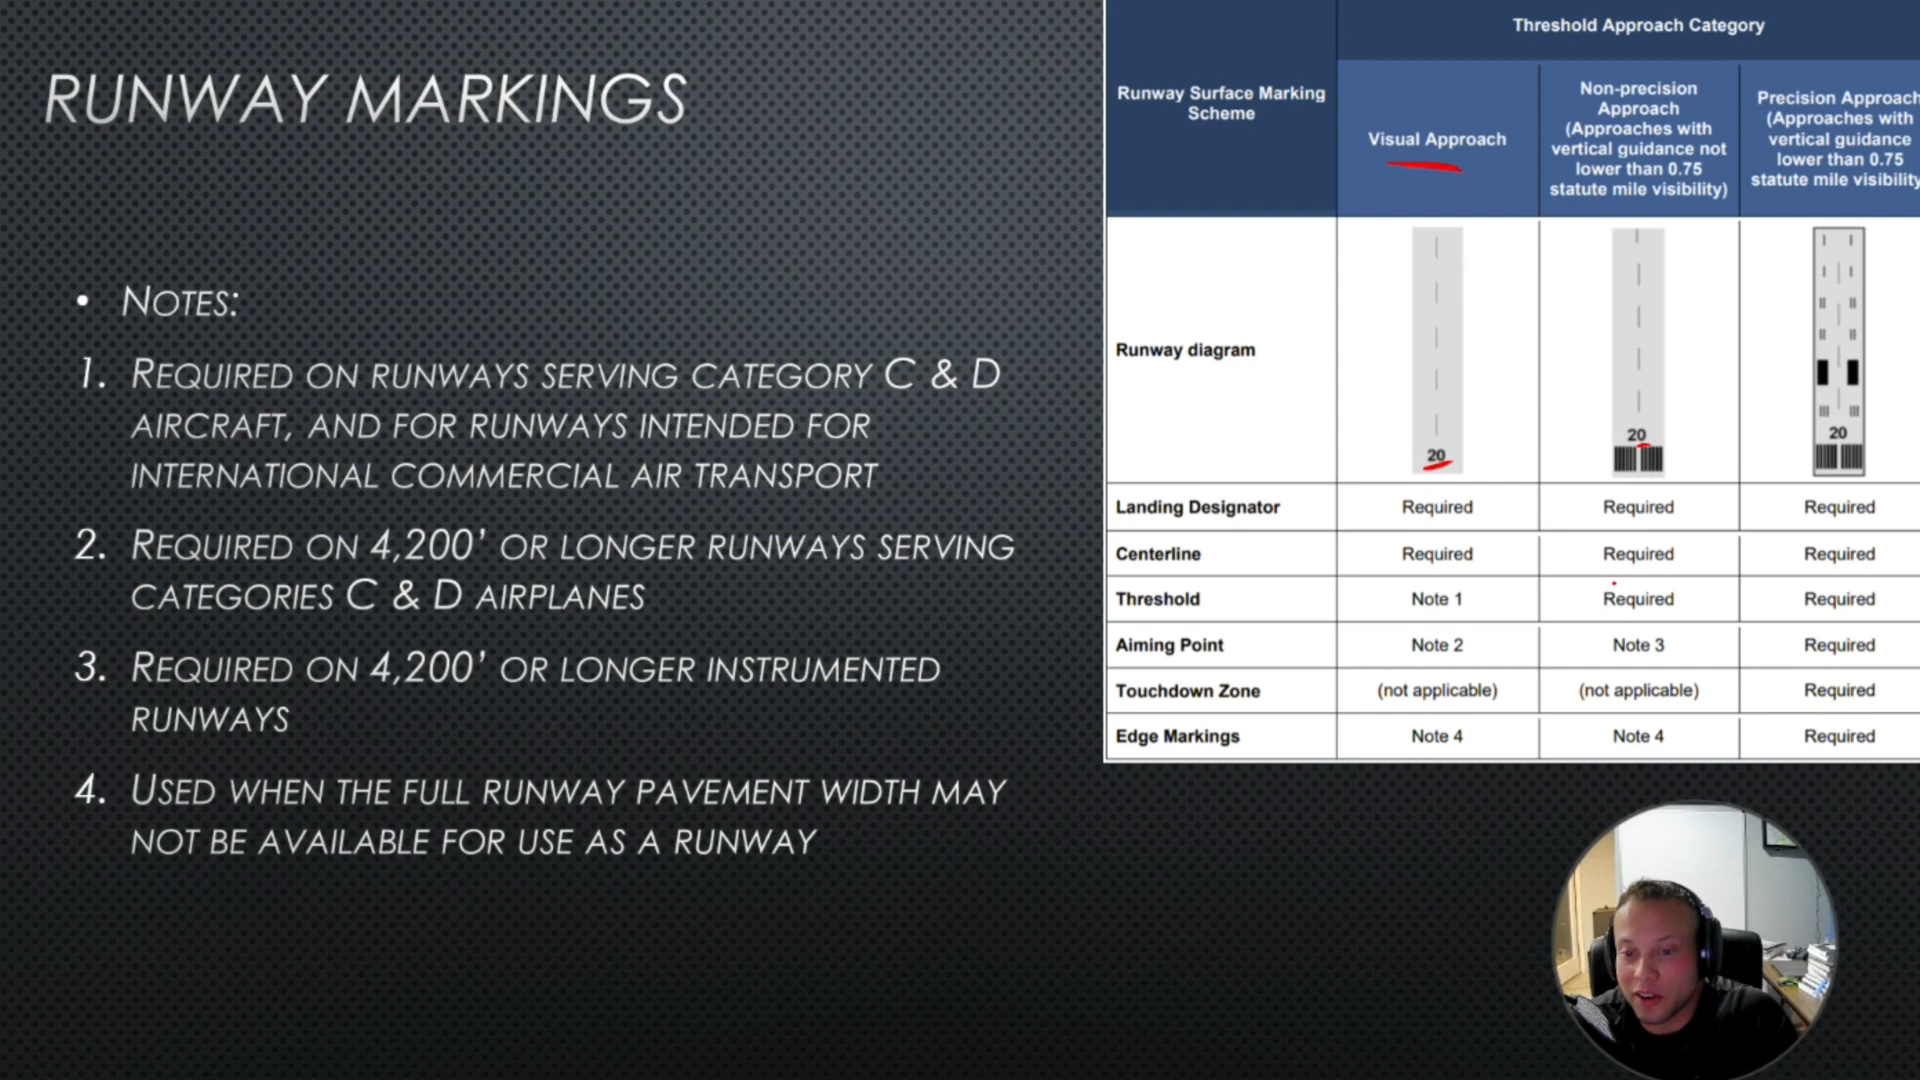 RUNWAY MARKINGS
• NOTES:
1. REQUIRED ON RUNWAYS SERVING CATEGORY C & D
AIRCRAFT, AND FOR RUNWAYS INTENDED FOR
INTERNATIONAL COMMERCIAL AIR TRANSPORT
2. REQUIRED ON 4,200' OR LONGER RUNWAYS SERVING
CATEGORIES C & D AIRPLANES
3. REQUIRED ON 4,200' OR LONGER INSTRUMENTED
RUNWAYS
4. USED WHEN THE FULL RUNWAY PAVEMENT WIDTH MAY
NOT BE AVAILABLE FOR USE AS A RUNWAY
Threshold Approach Category
Runway Surface Marking
Scheme
Visual Approach
Non-precision
Approach
(Approaches with
vertical guidance not
lower than 0.75
statute mile visibility)
Precision Approach
(Approaches with
vertical guidance
lower than 0.75
statute mile visibility
Runway diagram
20
20
20
Landing Designator Required Required Required
Centerline Required Required Required
Threshold Note 1 Required Required
Aiming Point Note 2 Note 3 Required
Touchdown Zone (not applicable) (not applicable) Required
Edge Markings Note 4 Note 4 Required